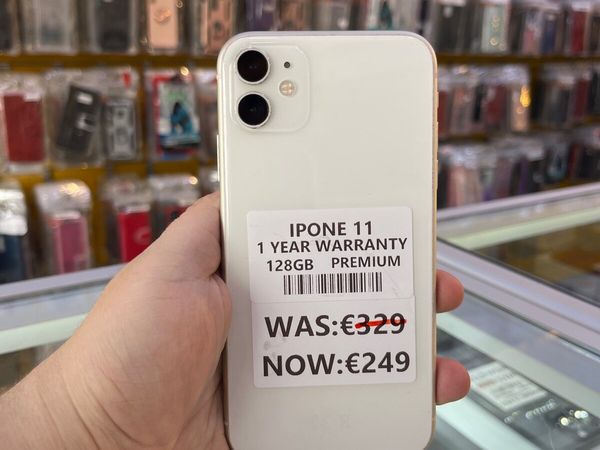 IPONE 11
1 YEAR WARRANTY
128GB PREMIUM
WAS:€329
NOW:€249